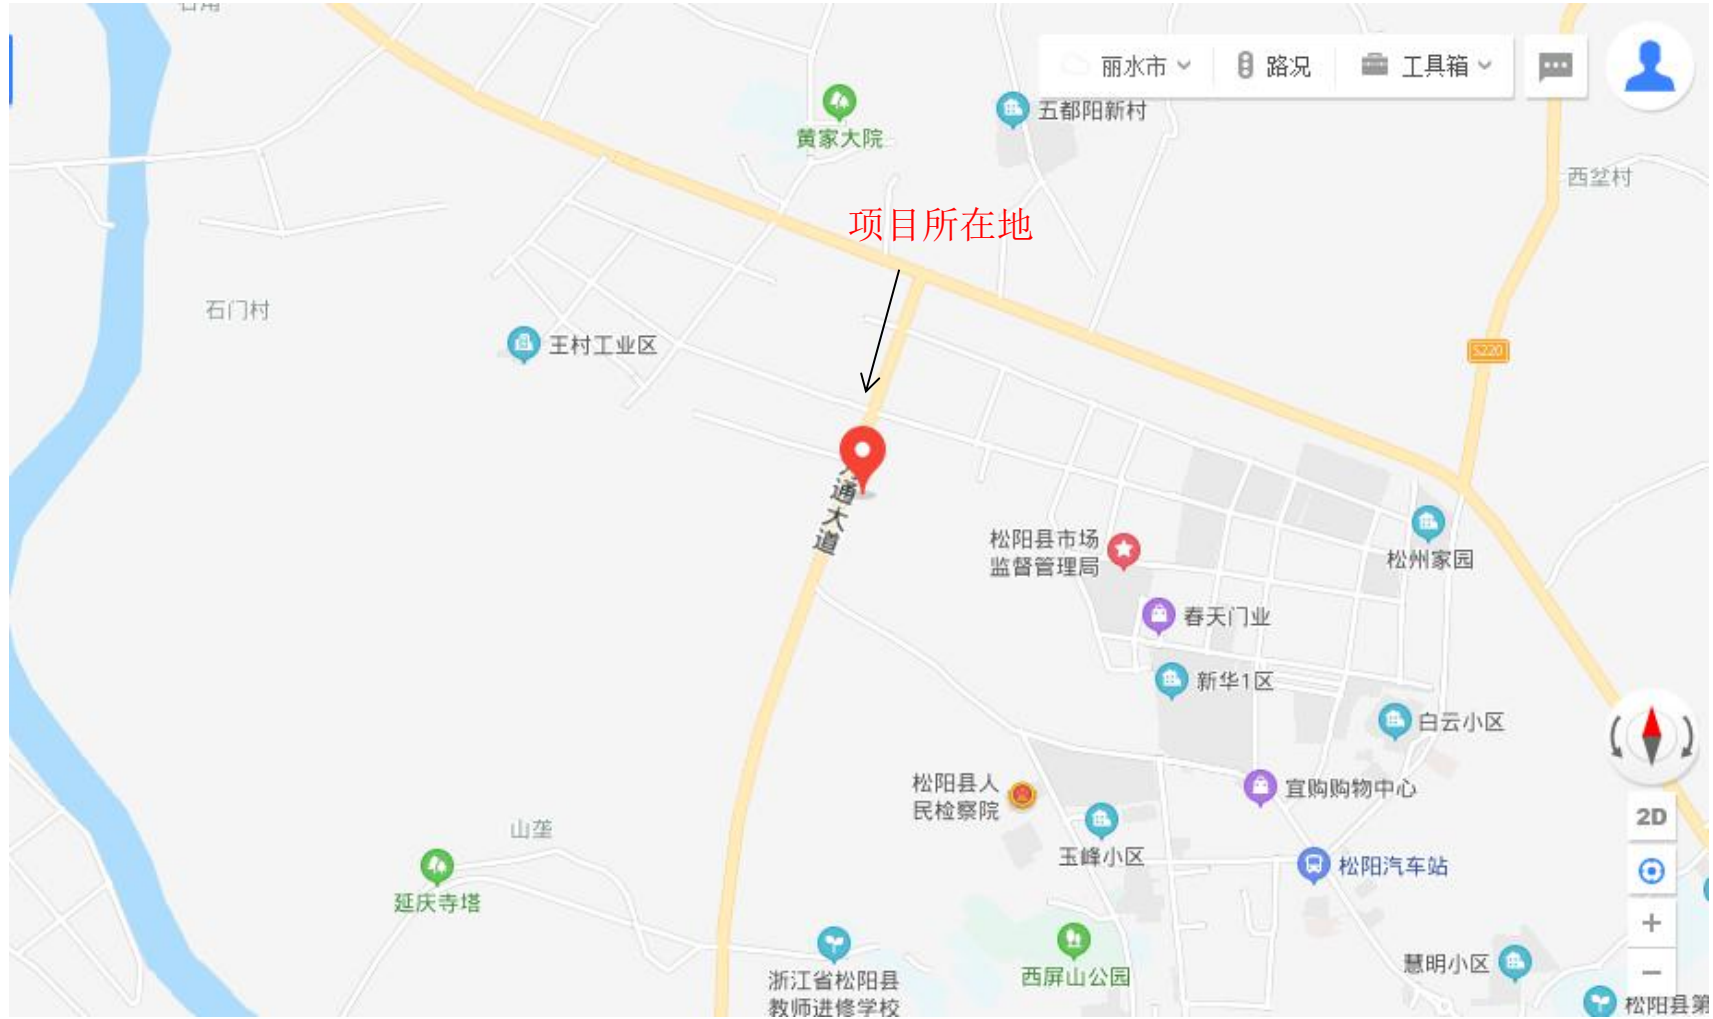 丽水市
路况
工具箱
五都阳新村
黄家大院
西坌村
项目所在地
石门村
王村工业区
S220
通大道
松阳县市场
监督管理局
松州家园
春天门业
新华1区
白云小区
松阳县人
民检察院
宜购购物中心
2D
山垄
玉峰小区
松阳汽车站
延庆寺塔
浙江省松阳县
教师进修学校
西屏山公园
慧明小区
松阳县第